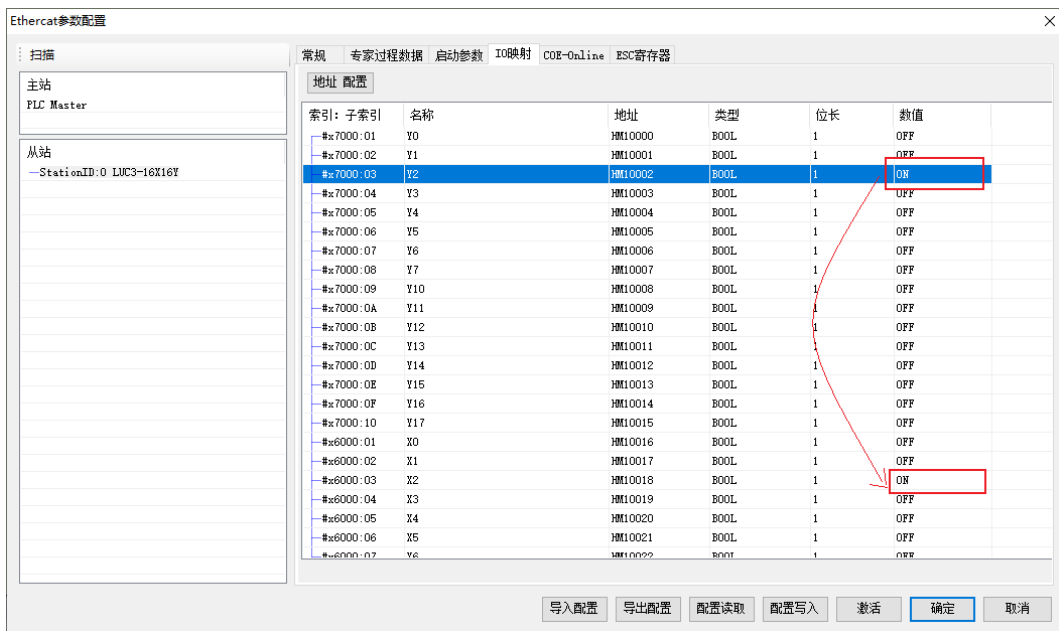 Ethercat参数配置
扫描
主站
PLC Master
从站
StationID:0 LUC3-16X16Y
常规 专家过程数据 启动参数 IO映射 COE-Online ESC寄存器
地址 配置
索引: 子索引 名称 地址 类型 位长 数值
#x7000:01 Y0 HM10000 BOOL 1 OFF
#x7000:02 Y1 HM10001 BOOL 1 OFF
#x7000:03 Y2 HM10002 BOOL 1 ON
#x7000:04 Y3 HM10003 BOOL 1 OFF
#x7000:05 Y4 HM10004 BOOL 1 OFF
#x7000:06 Y5 HM10005 BOOL 1 OFF
#x7000:07 Y6 HM10006 BOOL 1 OFF
#x7000:08 Y7 HM10007 BOOL 1 OFF
#x7000:09 Y10 HM10008 BOOL 1 OFF
#x7000:0A Y11 HM10009 BOOL 1 OFF
#x7000:0B Y12 HM10010 BOOL 1 OFF
#x7000:0C Y13 HM10011 BOOL 1 OFF
#x7000:0D Y14 HM10012 BOOL 1 OFF
#x7000:0E Y15 HM10013 BOOL 1 OFF
#x7000:0F Y16 HM10014 BOOL 1 OFF
#x7000:10 Y17 HM10015 BOOL 1 OFF
#x6000:01 X0 HM10016 BOOL 1 OFF
#x6000:02 X1 HM10017 BOOL 1 OFF
#x6000:03 X2 HM10018 BOOL 1 ON
#x6000:04 X3 HM10019 BOOL 1 OFF
#x6000:05 X4 HM10020 BOOL 1 OFF
#x6000:06 X5 HM10021 BOOL 1 OFF
#x6000:07 X6 HM10022 BOOL 1 OFF
导入配置 导出配置 配置读取 配置写入 激活 确定 取消